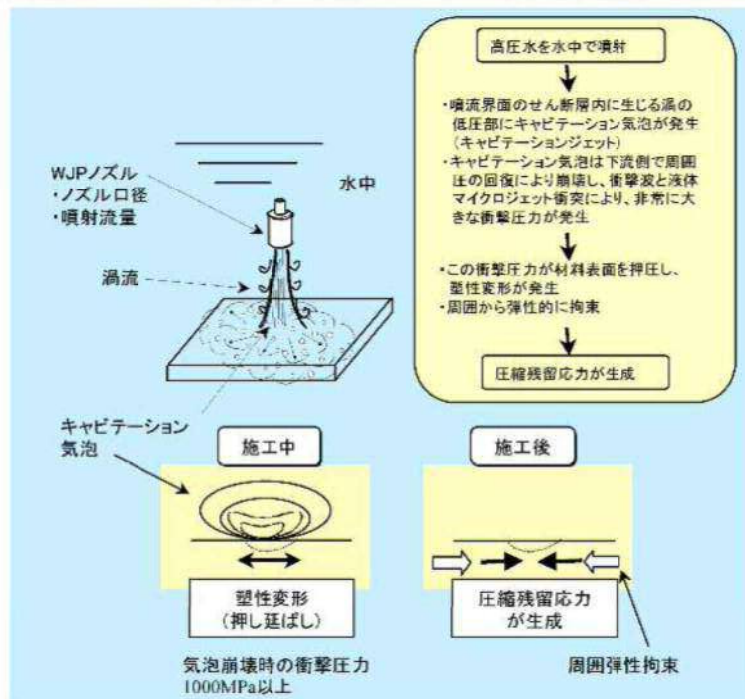 WJPノズル
・ノズル口径
・噴射流量
水中
渦流
キャビテーション
気泡
高圧水を水中で噴射
・噴流界面のせん断層内に生じる渦の
低圧部にキャビテーション気泡が発生
(キャビテーションジェット)
・キャビテーション気泡は下流側で周囲
圧の回復により崩壊し、衝撃波と液体
マイクロジェット衝突により、非常に大
きな衝撃圧力が発生
・この衝撃圧力が材料表面を押圧し、
塑性変形が発生
・周囲から弾性的に拘束
圧縮残留応力が生成
施工中
塑性変形
(押し延ばし)
気泡崩壊時の衝撃圧力
1000MPa以上
施工後
圧縮残留応力
が生成
周囲弾性拘束